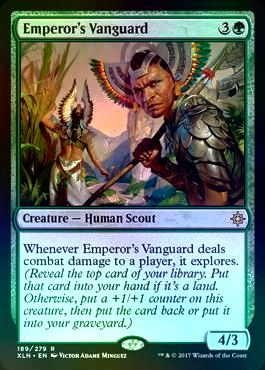 Emperor's Vanguard 3
Creature — Human Scout
Whenever Emperor's Vanguard deals
combat damage to a player, it explores.
(Reveal the top card of your library. Put
that card into your hand if it's a land.
Otherwise, put a +1/+1 counter on this
creature, then put the card back or put it
into your graveyard.)
4/3
189/279 R
XLN • EN Victor Adame Minguez
™ & © 2017 Wizards of the Coast